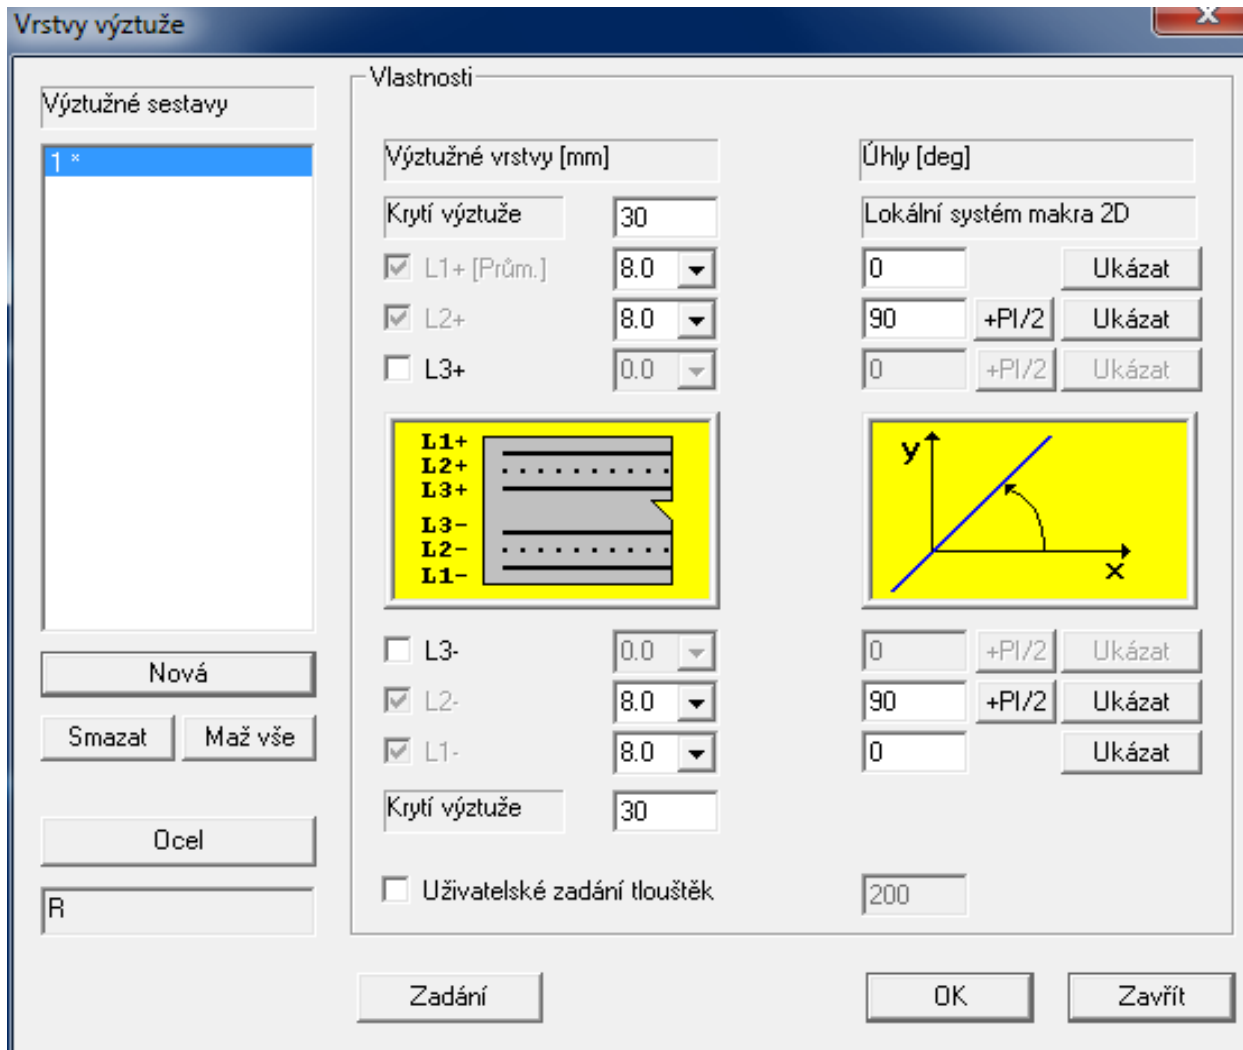 Vrstvy výztuže
Výztužné sestavy
1 *
Nová
Smazat Maž vše
Ocel
R
Vlastnosti
Výztužné vrstvy [mm] Úhly [deg]
Krytí výztuže 30 Lokální systém makra 2D
L1+ [Prům.] 8.0 0 Ukázat
L2+ 8.0 90 +PI/2 Ukázat
L3+ 0.0 0 +PI/2 Ukázat
L1+
L2+
L3+
L3-
L2-
L1-
y
x
L3- 0.0 0 +PI/2 Ukázat
L2- 8.0 90 +PI/2 Ukázat
L1- 8.0 0 Ukázat
Krytí výztuže 30
Uživatelské zadání tlouštěk 200
Zadání OK Zavřít